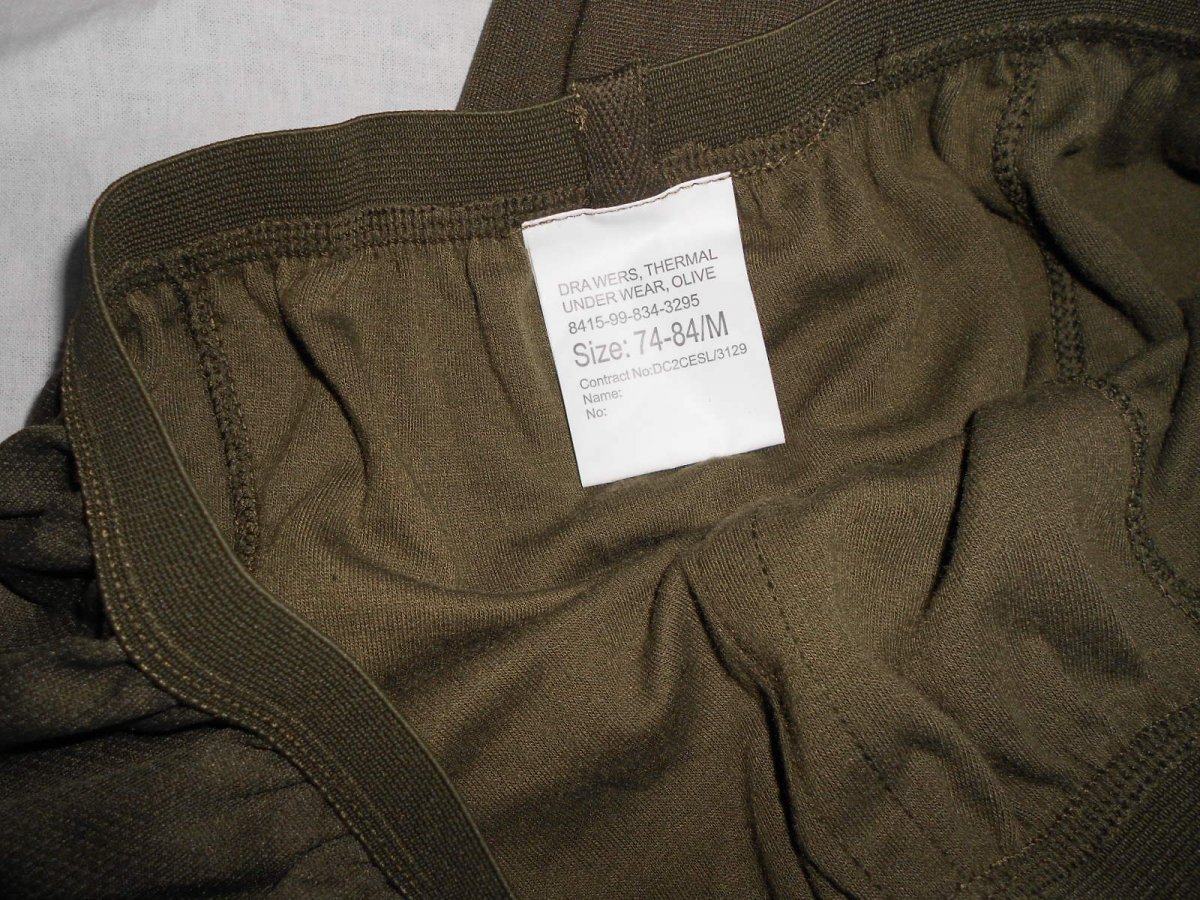 DRA WERS, THERMAL
UNDER WEAR, OLIVE
8415-99-834-3295
Size: 74-84/M
Contract No:DC2CESL/3129
Name:
No: